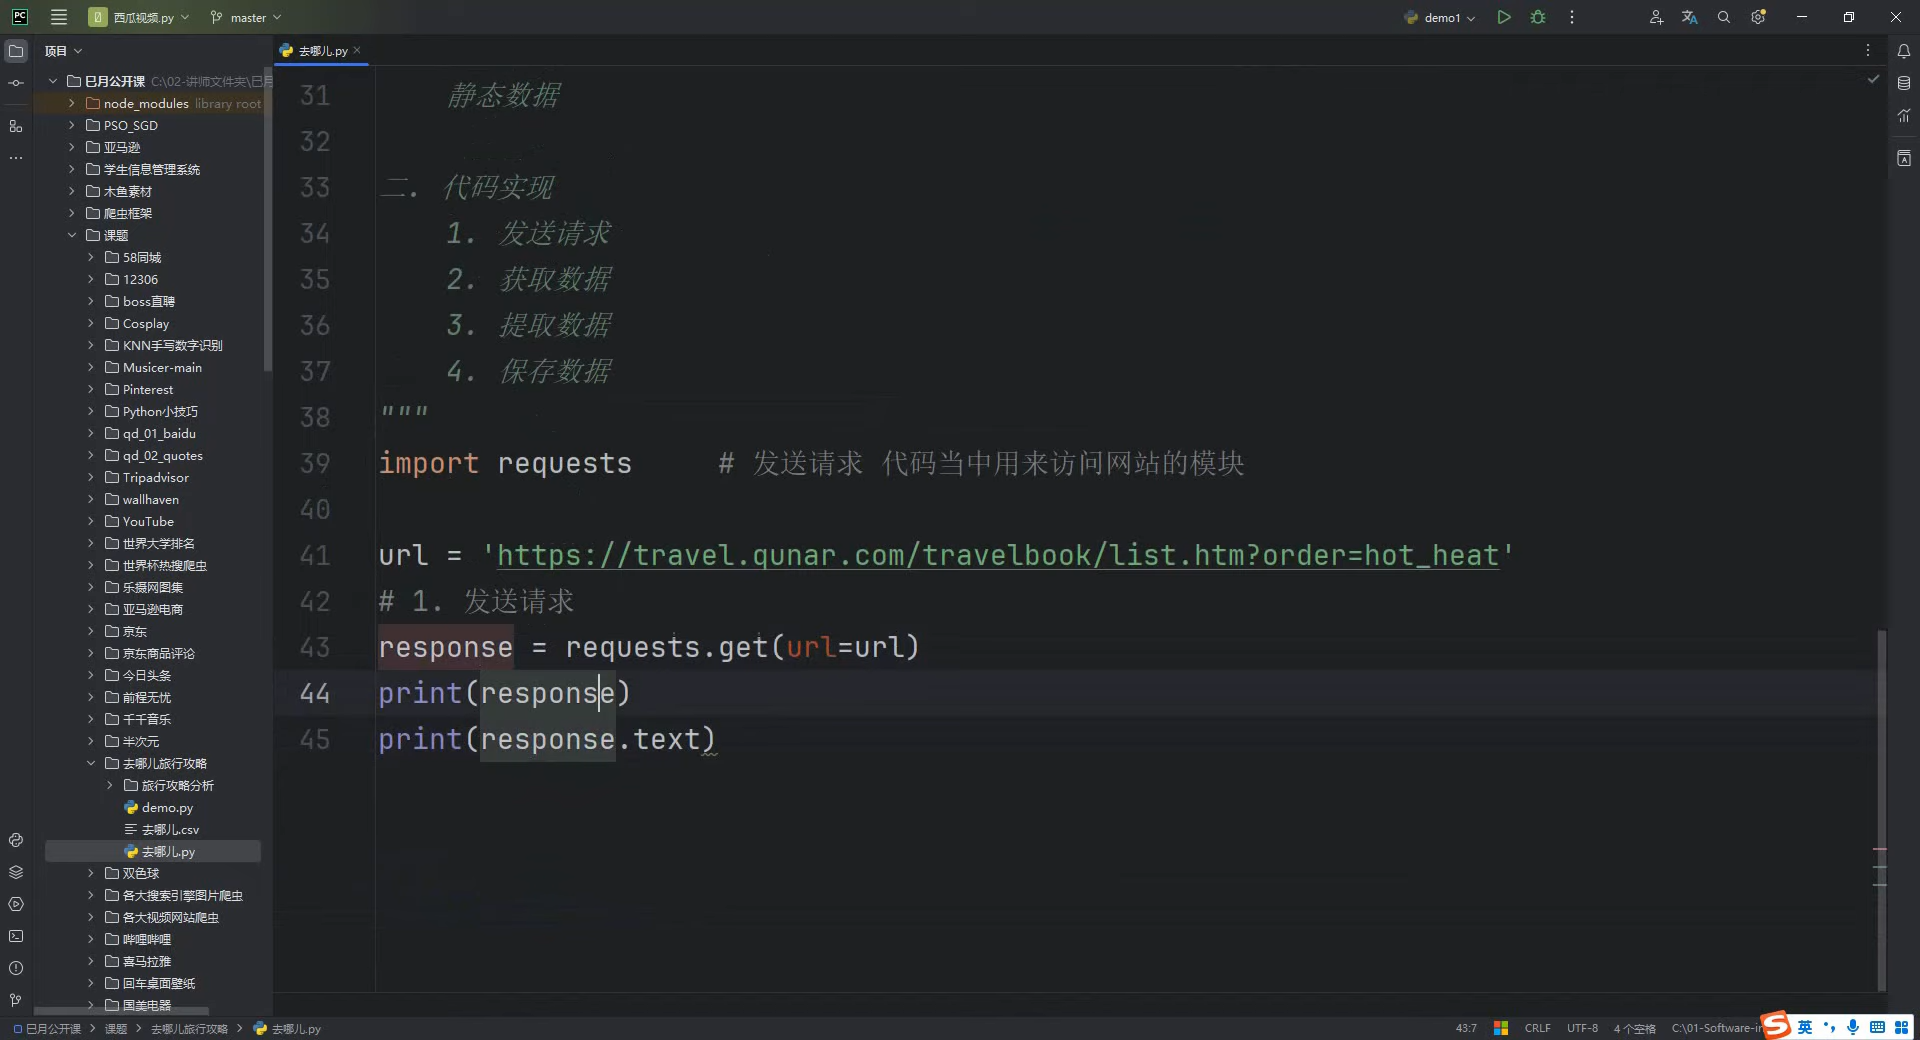 PC
西瓜视频.py
master
demo1
项目
去哪儿.py
巳月公开课 C:\02-讲师文件夹\巳月
node_modules library root
PSO_SGD
亚马逊
学生信息管理系统
木鱼素材
爬虫框架
课题
58同城
12306
boss直聘
Cosplay
KNN手写数字识别
Musicer-main
Pinterest
Python小技巧
qd_01_baidu
qd_02_quotes
Tripadvisor
wallhaven
YouTube
世界大学排名
世界杯热搜爬虫
乐摄网图集
亚马逊电商
京东
京东商品评论
今日头条
前程无忧
千千音乐
半次元
去哪儿旅行攻略
旅行攻略分析
demo.py
去哪儿.csv
去哪儿.py
双色球
各大搜索引擎图片爬虫
各大视频网站爬虫
哔哩哔哩
喜马拉雅
回车桌面壁纸
国美电器
31 静态数据
32
33 二. 代码实现
34 1. 发送请求
35 2. 获取数据
36 3. 提取数据
37 4. 保存数据
38 """
39 import requests # 发送请求 代码当中用来访问网站的模块
40
41 url = 'https://travel.qunar.com/travelbook/list.htm?order=hot_heat'
42 # 1. 发送请求
43 response = requests.get(url=url)
44 print(response)
45 print(response.text)
巳月公开课 > 课题 > 去哪儿旅行攻略 > 去哪儿.py
43:7 CRLF UTF-8 4 个空格 C:\01-Software-in
英